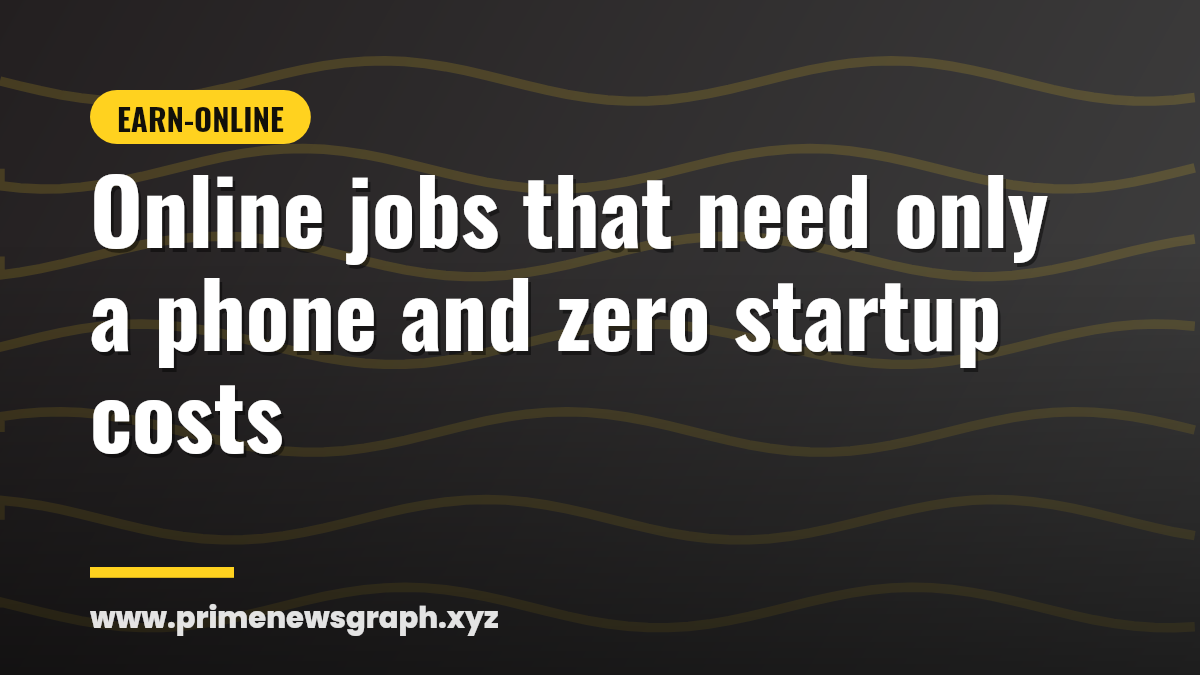 EARN-ONLINE
Online jobs that need only
a phone and zero startup
costs
www.primenewsgraph.xyz